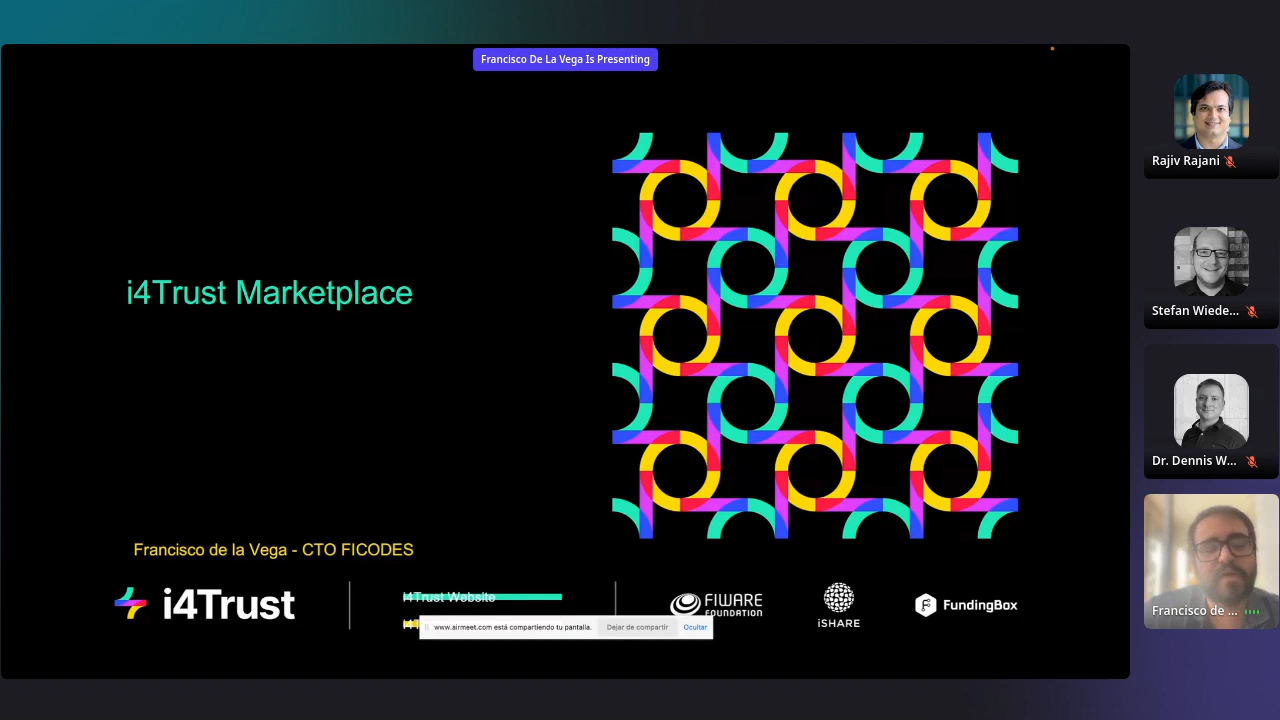 Francisco De La Vega Is Presenting
i4Trust Marketplace
Francisco de la Vega - CTO FICODES
i4Trust
i4Trust Website
i4T
www.airmeet.com está compartiendo tu pantalla.
Dejar de compartir
Ocultar
FIWARE
FOUNDATION
iSHARE
FundingBox
Rajiv Rajani
Stefan Wiede...
Dr. Dennis W...
Francisco de ...